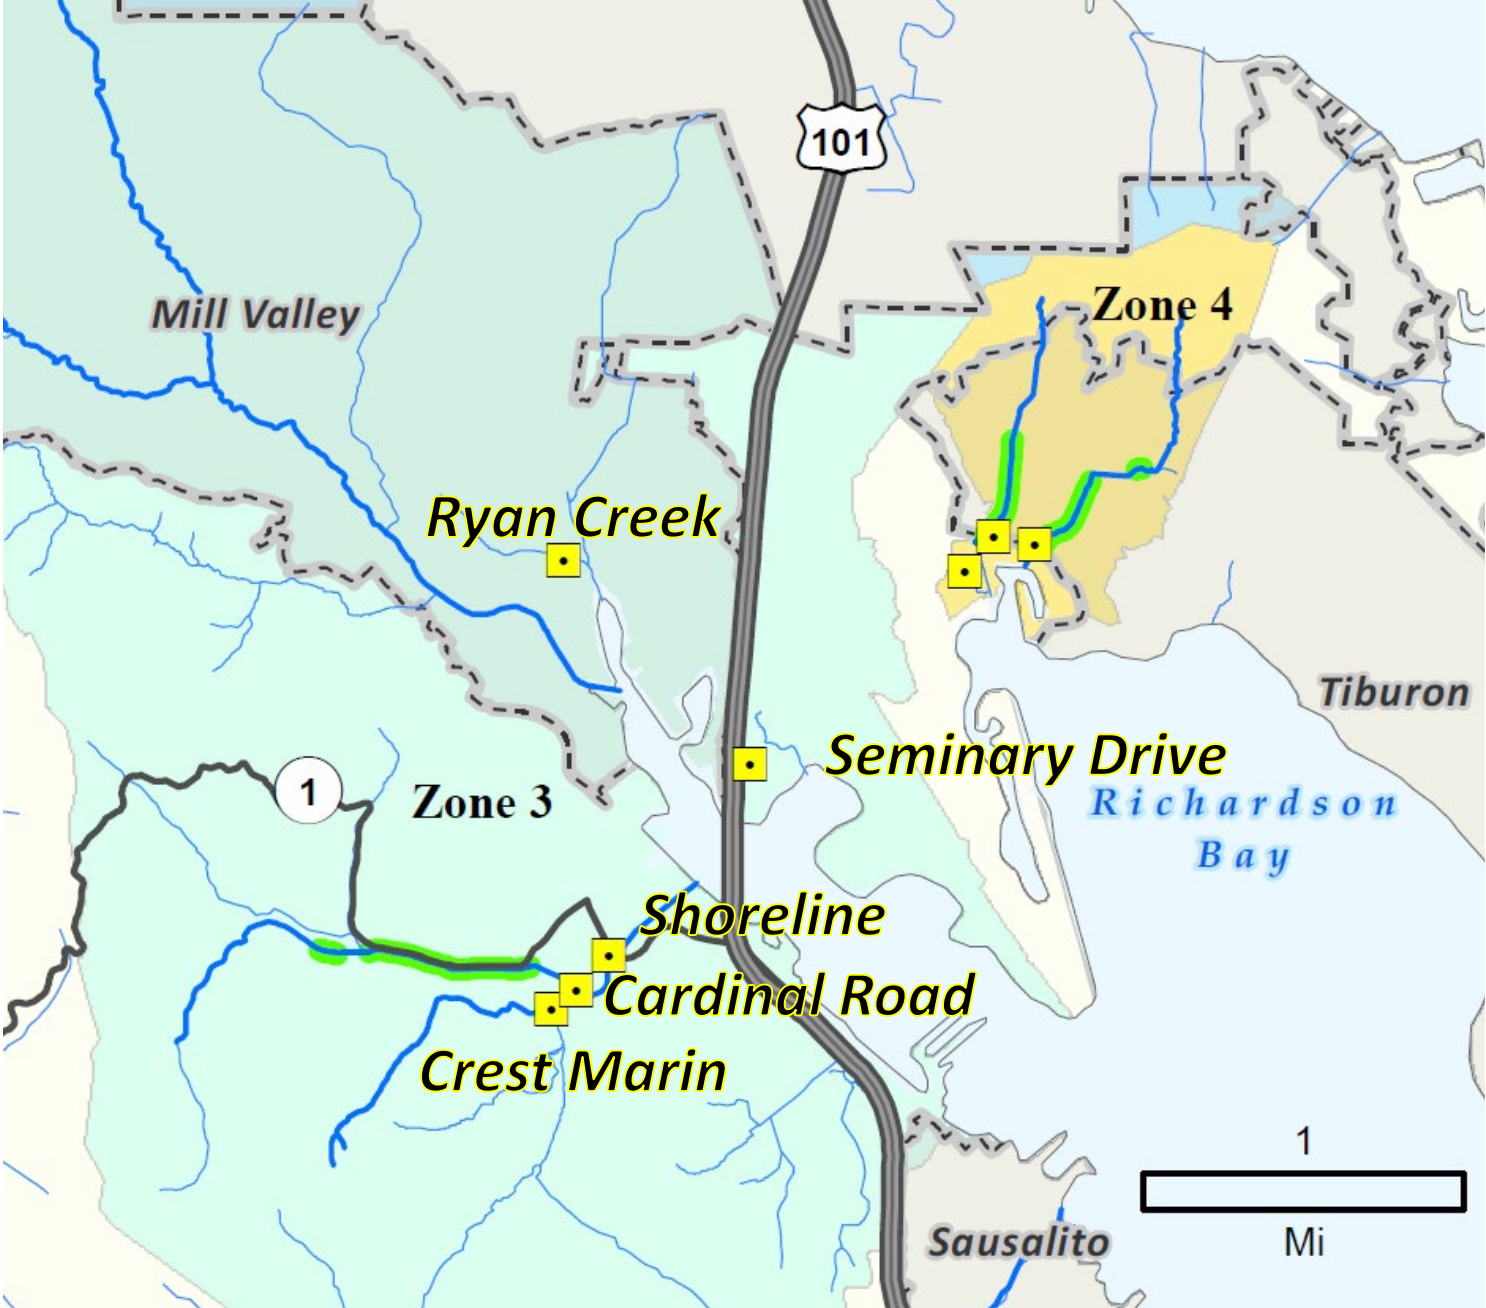 101
Zone 4
Mill Valley
Ryan Creek
Tiburon
Seminary Drive
Richardson
Bay
1
Zone 3
Shoreline
Cardinal Road
Crest Marin
1
Mi
Sausalito